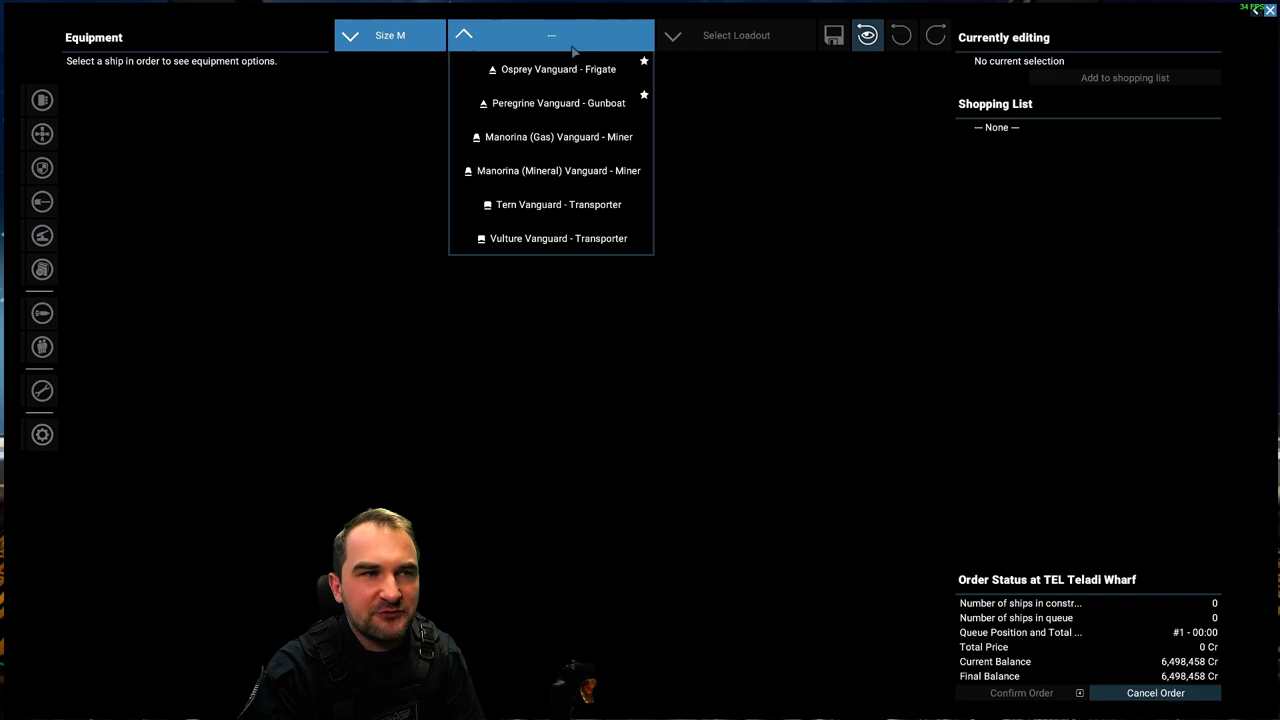 34 FPS
Equipment
Select a ship in order to see equipment options.
Size M
---
Select Loadout
Osprey Vanguard - Frigate
Peregrine Vanguard - Gunboat
Manorina (Gas) Vanguard - Miner
Manorina (Mineral) Vanguard - Miner
Tern Vanguard - Transporter
Vulture Vanguard - Transporter
Currently editing
No current selection
Add to shopping list
Shopping List
--- None ---
Order Status at TEL Teladi Wharf
Number of ships in constr... 0
Number of ships in queue 0
Queue Position and Total ... #1 - 00:00
Total Price 0 Cr
Current Balance 6,498,458 Cr
Final Balance 6,498,458 Cr
Confirm Order
Cancel Order